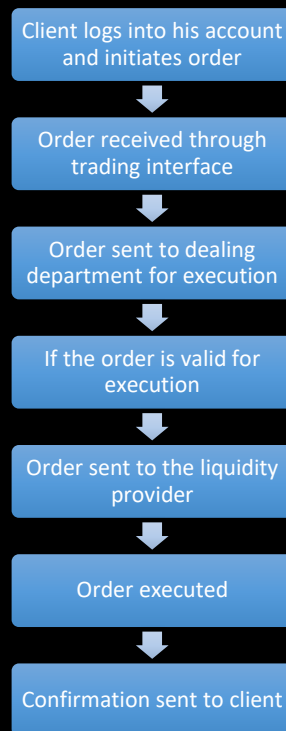 Client logs into his account
and initiates order
Order received through
trading interface
Order sent to dealing
department for execution
If the order is valid for
execution
Order sent to the liquidity
provider
Order executed
Confirmation sent to client